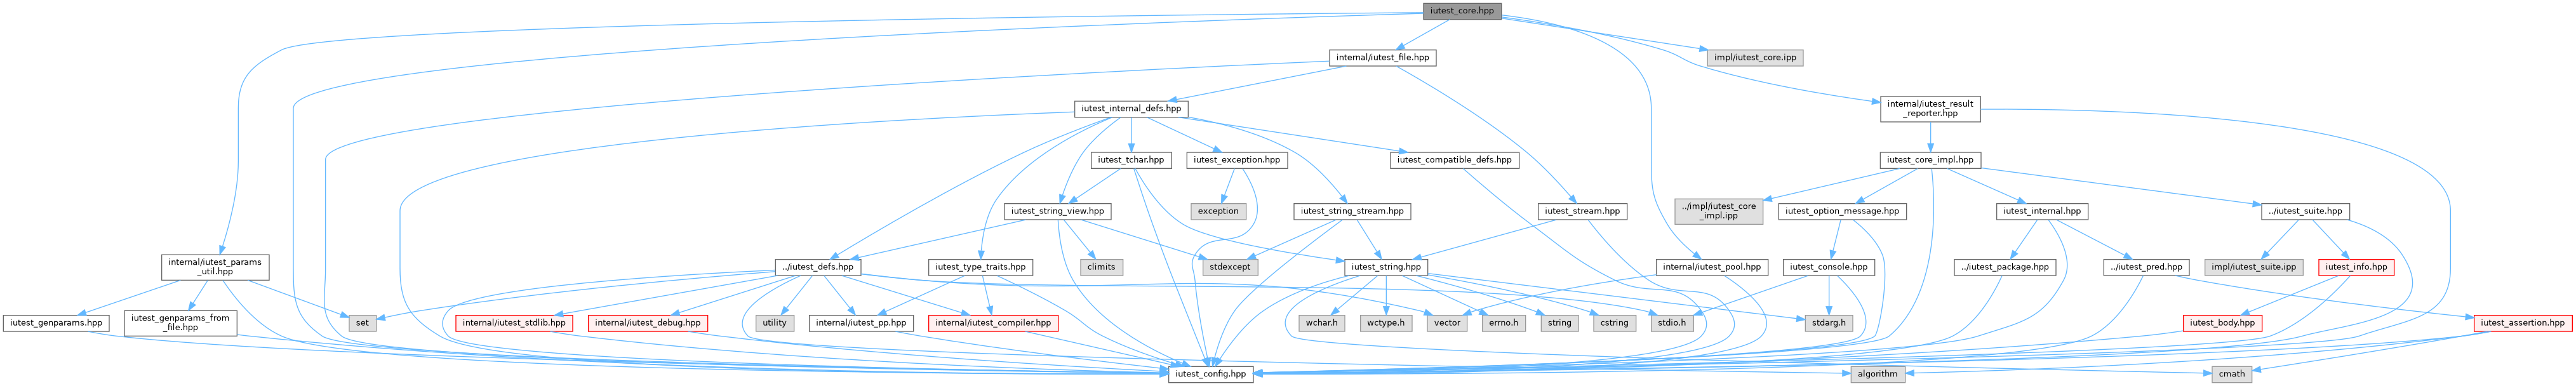 iutest_core.hpp
internal/iutest_file.hpp
impl/iutest_core.ipp
iutest_internal_defs.hpp
internal/iutest_result
_reporter.hpp
iutest_tchar.hpp
iutest_exception.hpp
iutest_compatible_defs.hpp
iutest_core_impl.hpp
iutest_string_view.hpp
exception
iutest_string_stream.hpp
iutest_stream.hpp
../impl/iutest_core
_impl.ipp
iutest_option_message.hpp
iutest_internal.hpp
../iutest_suite.hpp
internal/iutest_params
_util.hpp
../iutest_defs.hpp
iutest_type_traits.hpp
climits
stdexcept
iutest_string.hpp
internal/iutest_pool.hpp
iutest_console.hpp
../iutest_package.hpp
../iutest_pred.hpp
impl/iutest_suite.ipp
iutest_info.hpp
iutest_genparams.hpp
iutest_genparams_from
_file.hpp
set
internal/iutest_stdlib.hpp
internal/iutest_debug.hpp
utility
internal/iutest_pp.hpp
internal/iutest_compiler.hpp
wchar.h
wctype.h
vector
errno.h
string
cstring
stdio.h
stdarg.h
iutest_body.hpp
iutest_assertion.hpp
iutest_config.hpp
algorithm
cmath